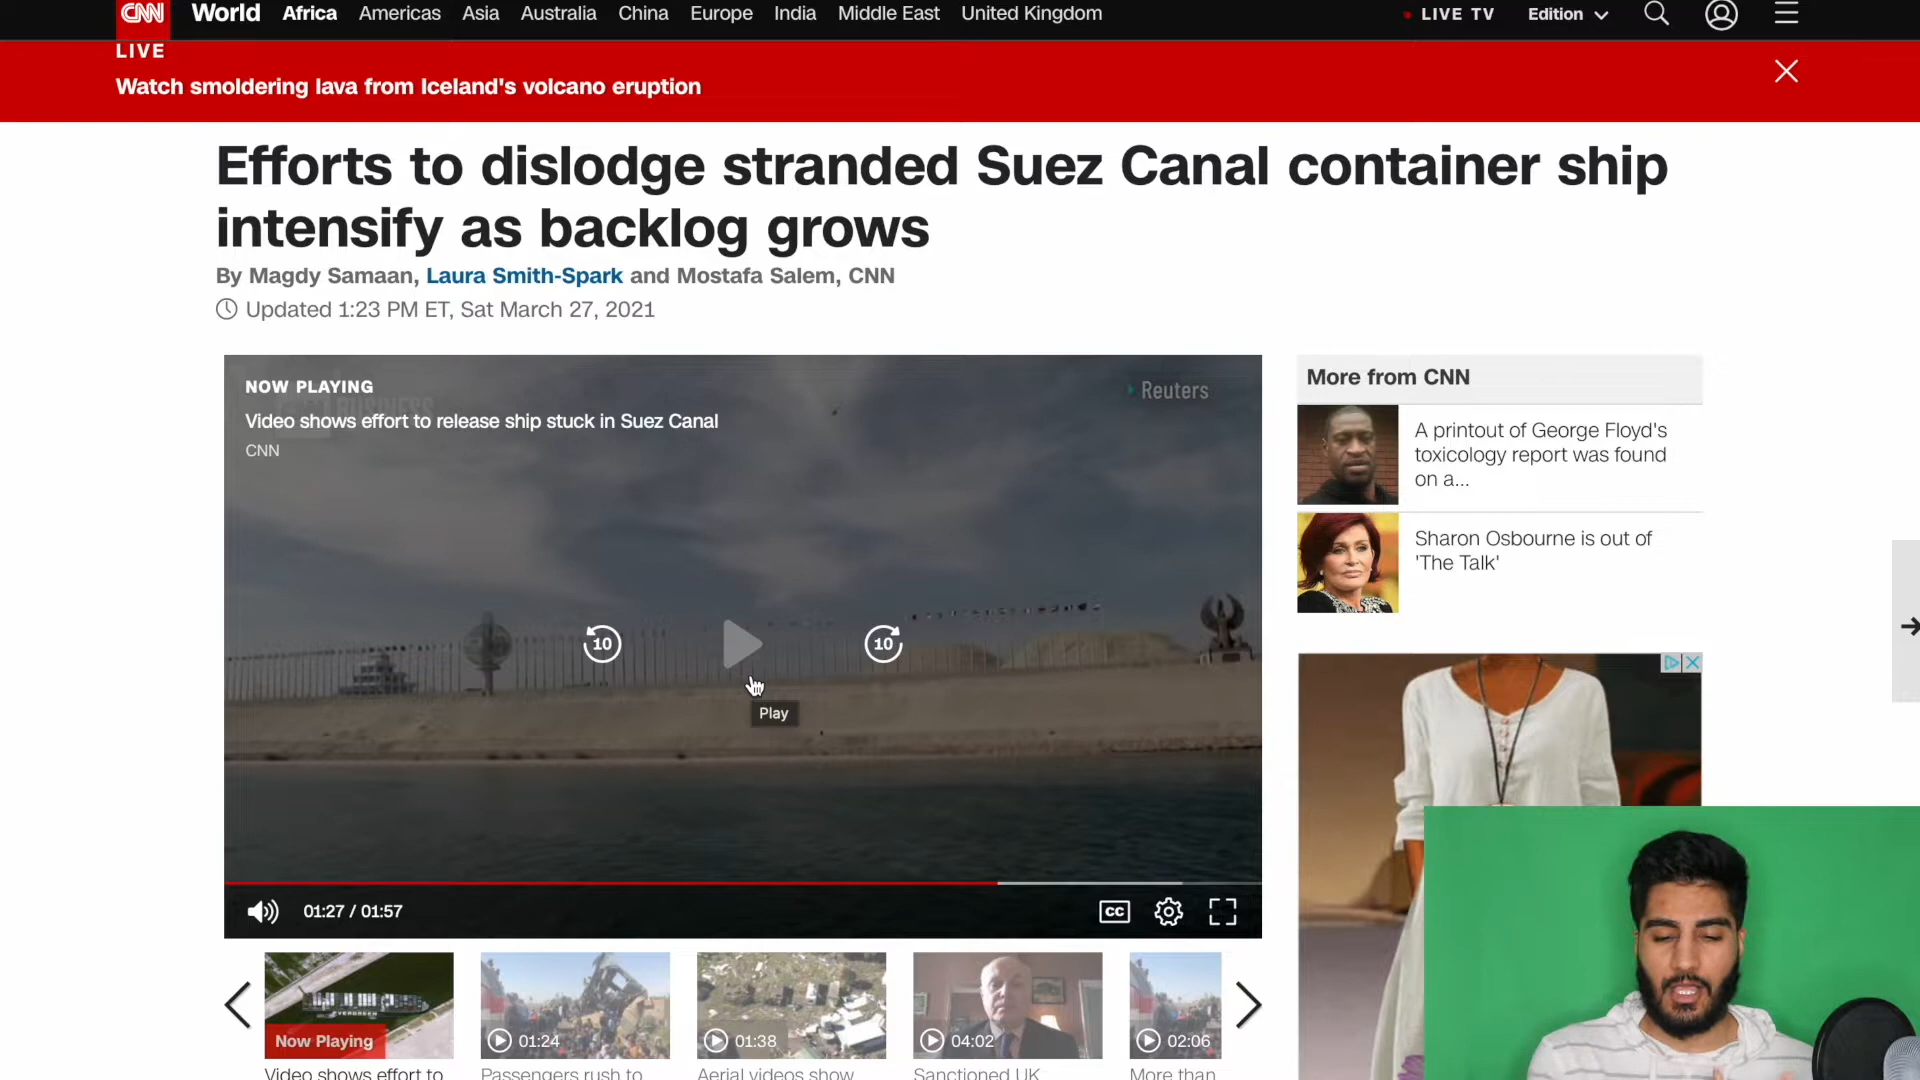 CNN World Africa Americas Asia Australia China Europe India Middle East United Kingdom LIVE TV Edition
LIVE
Watch smoldering lava from Iceland's volcano eruption
Efforts to dislodge stranded Suez Canal container ship
intensify as backlog grows
By Magdy Samaan, Laura Smith-Spark and Mostafa Salem, CNN
Updated 1:23 PM ET, Sat March 27, 2021
NOW PLAYING
Video shows effort to release ship stuck in Suez Canal
CNN
Reuters
BUSINESS
10
10
Play
01:27 / 01:57
CC
More from CNN
A printout of George Floyd's
toxicology report was found
on a...
Sharon Osbourne is out of
'The Talk'
EVERGREEN
Now Playing
01:24
01:38
04:02
02:06
Video shows effort to
Passengers rush to
Aerial videos show
Sanctioned UK
More than